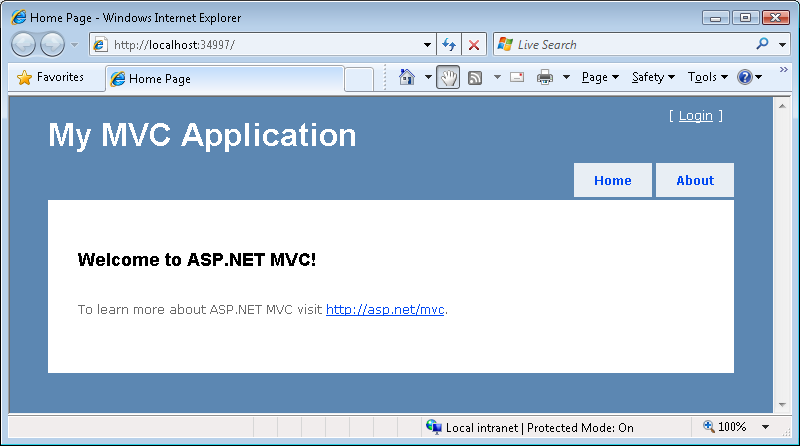 Home Page - Windows Internet Explorer
http://localhost:34997/
Live Search
Favorites
Home Page
Page
Safety
Tools
»
[ Login ]
My MVC Application
Home
About
Welcome to ASP.NET MVC!
To learn more about ASP.NET MVC visit http://asp.net/mvc.
Local intranet | Protected Mode: On
100%